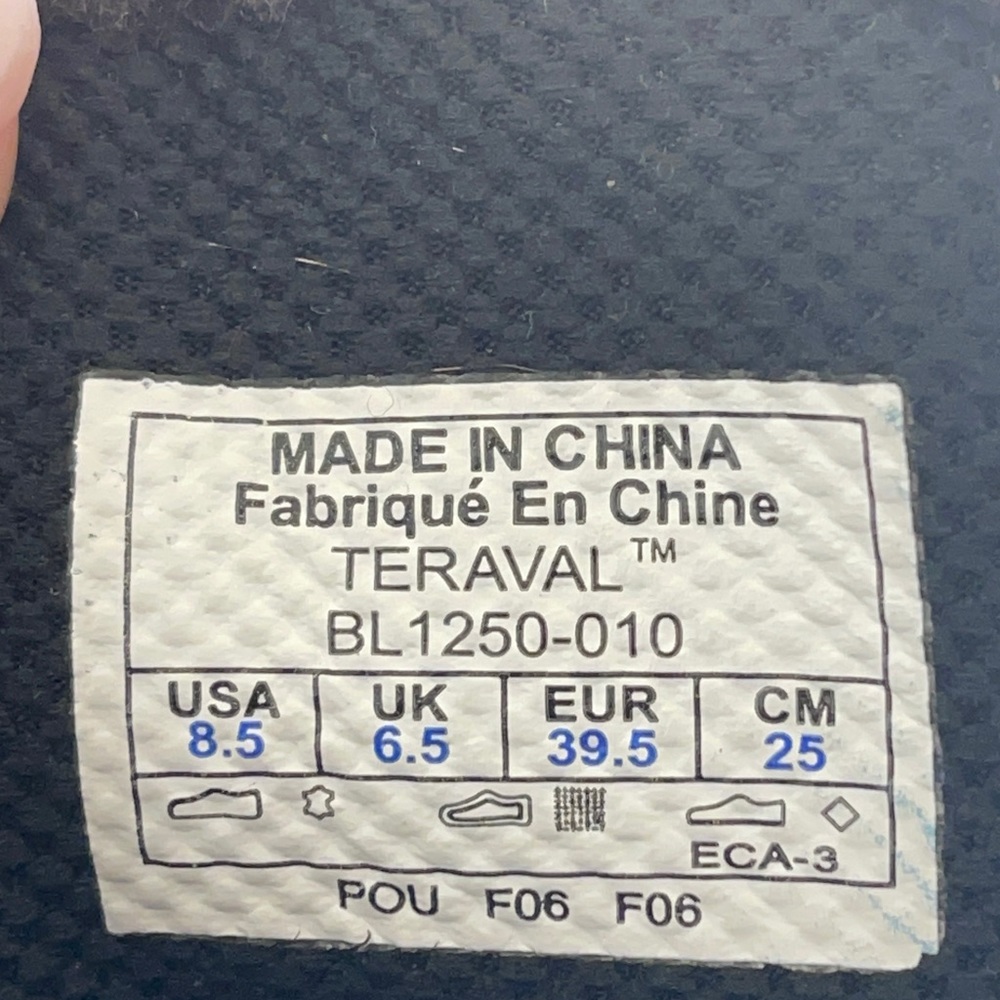 MADE IN CHINA
Fabriqué En Chine
TERAVAL™
BL1250-010
USA UK EUR CM
8.5 6.5 39.5 25
ECA-3
POU F06 F06